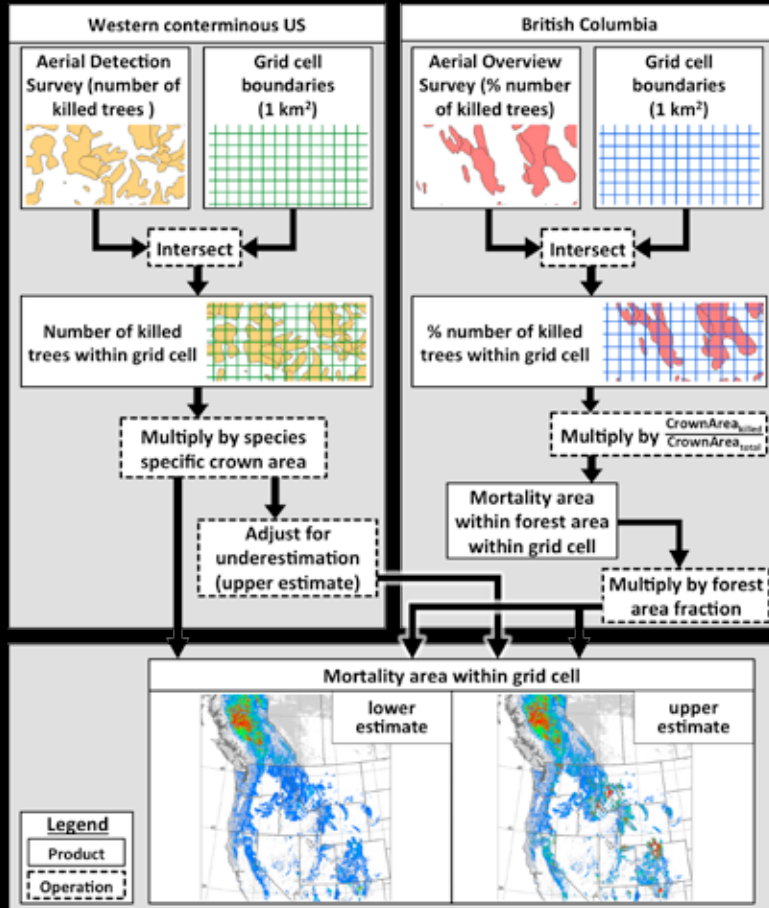 Western conterminous US
Aerial Detection
Survey (number of
killed trees )
Grid cell
boundaries
(1 km²)
Intersect
Number of killed
trees within grid cell
Multiply by species
specific crown area
Adjust for
underestimation
(upper estimate)
British Columbia
Aerial Overview
Survey (% number
of killed trees)
Grid cell
boundaries
(1 km²)
Intersect
% number of killed
trees within grid cell
Multiply by CrownArea_killed / CrownArea_total
Mortality area
within forest area
within grid cell
Multiply by forest
area fraction
Mortality area within grid cell
lower
estimate
upper
estimate
Legend
Product
Operation